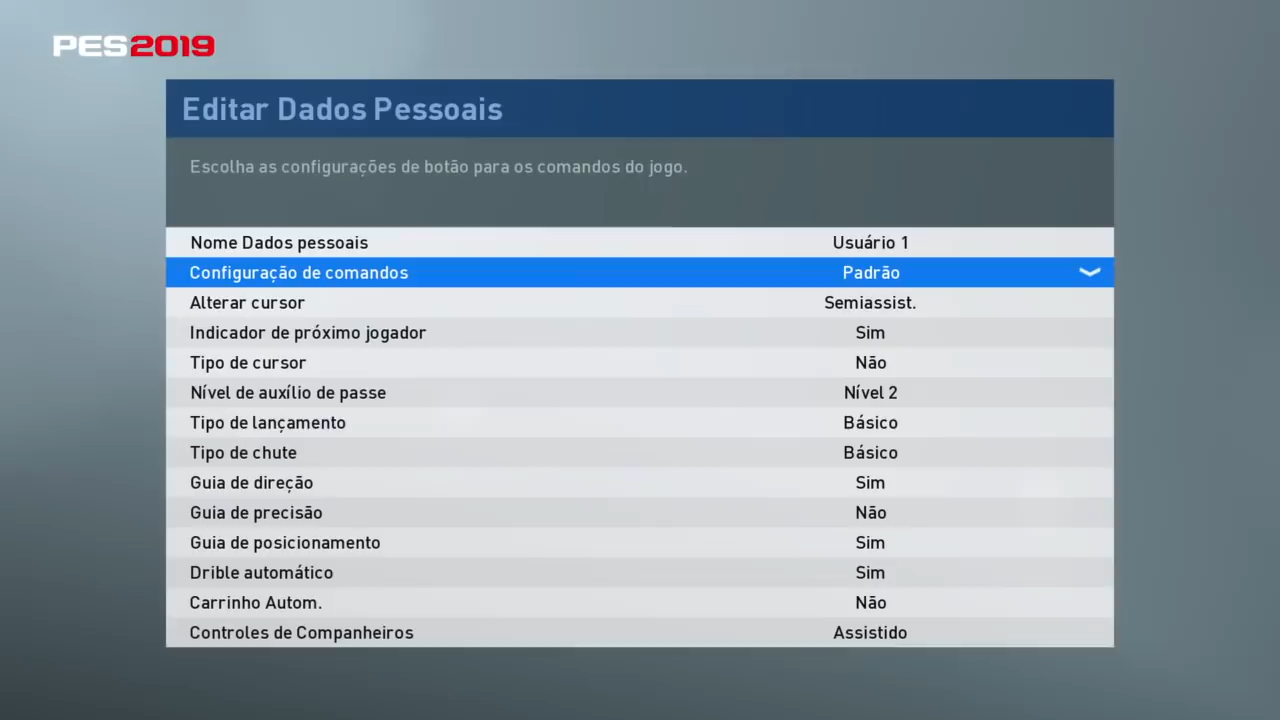 PES2019
Editar Dados Pessoais
Escolha as configurações de botão para os comandos do jogo.
Nome Dados pessoais Usuário 1
Configuração de comandos Padrão
Alterar cursor Semiassist.
Indicador de próximo jogador Sim
Tipo de cursor Não
Nível de auxílio de passe Nível 2
Tipo de lançamento Básico
Tipo de chute Básico
Guia de direção Sim
Guia de precisão Não
Guia de posicionamento Sim
Drible automático Sim
Carrinho Autom. Não
Controles de Companheiros Assistido